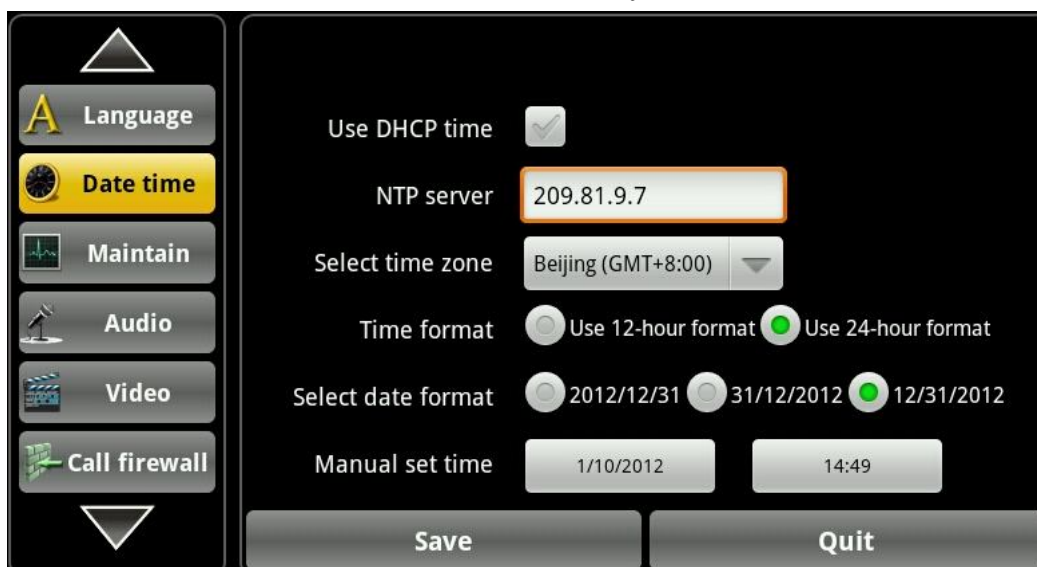 Language
Date time
Maintain
Audio
Video
Call firewall
Use DHCP time
NTP server 209.81.9.7
Select time zone Beijing (GMT+8:00)
Time format Use 12-hour format Use 24-hour format
Select date format 2012/12/31 31/12/2012 12/31/2012
Manual set time 1/10/2012 14:49
Save Quit